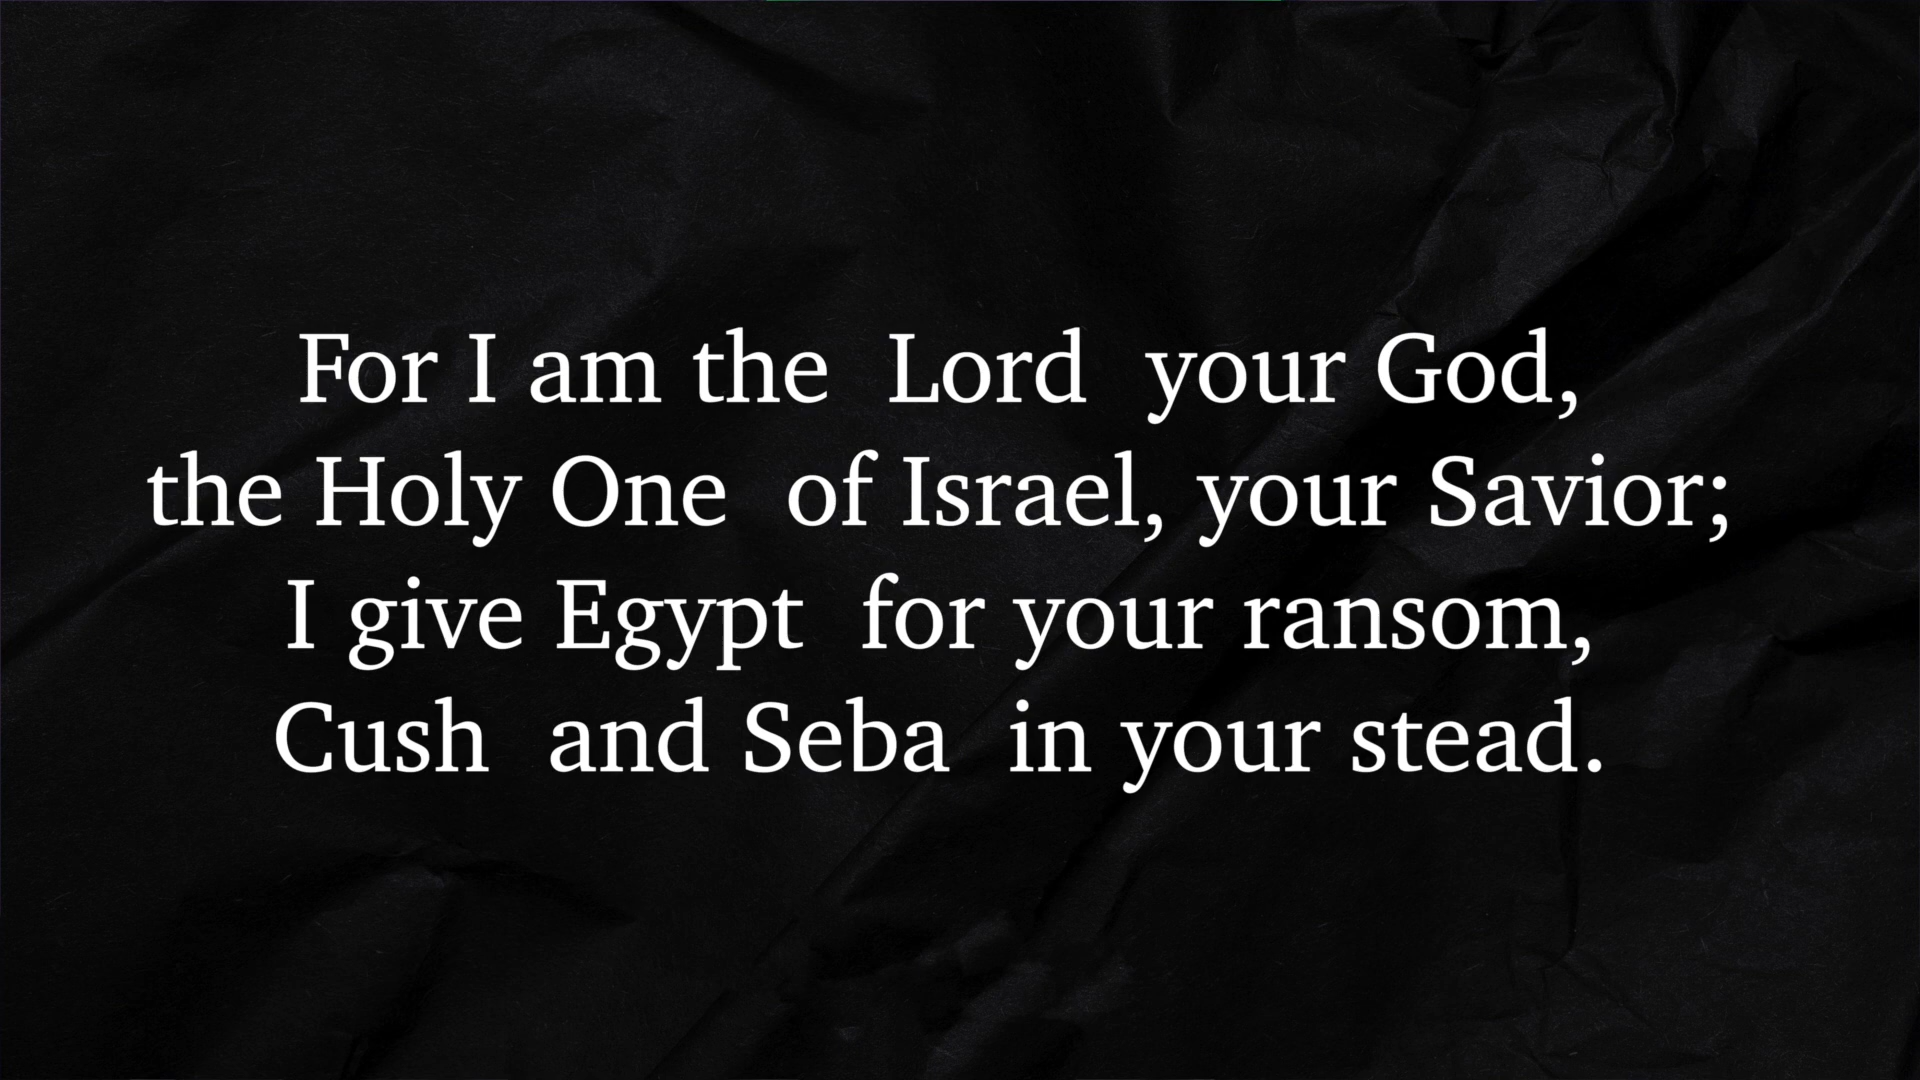 For I am the Lord your God,
the Holy One of Israel, your Savior;
I give Egypt for your ransom,
Cush and Seba in your stead.